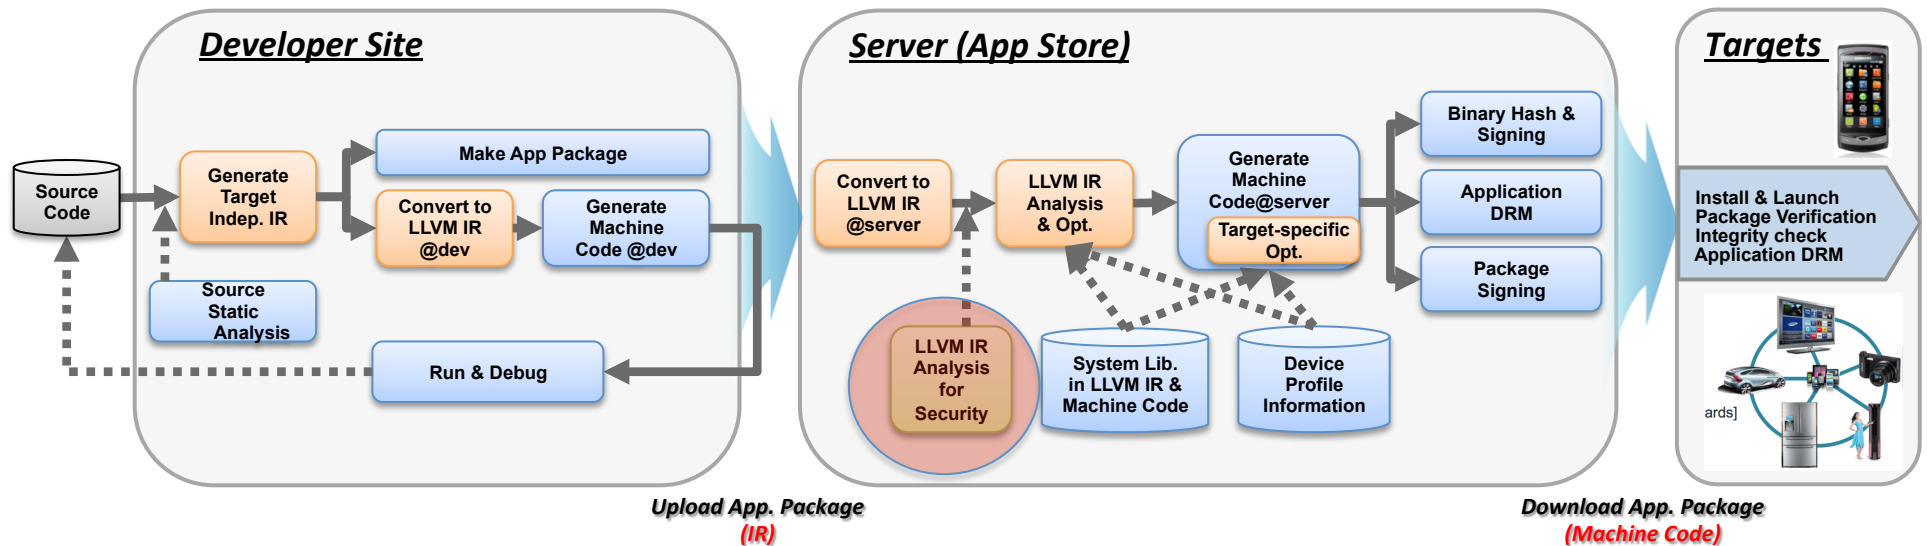 Developer Site
Source
Code
Generate
Target
Indep. IR
Make App Package
Convert to
LLVM IR
@dev
Generate
Machine
Code @dev
Source
Static
Analysis
Run & Debug
Upload App. Package
(IR)
Server (App Store)
Convert to
LLVM IR
@server
LLVM IR
Analysis
& Opt.
Generate
Machine
Code@server
Target-specific
Opt.
LLVM IR
Analysis
for
Security
System Lib.
in LLVM IR &
Machine Code
Device
Profile
Information
Binary Hash &
Signing
Application
DRM
Package
Signing
Download App. Package
(Machine Code)
Targets
Install & Launch
Package Verification
Integrity check
Application DRM
ards]